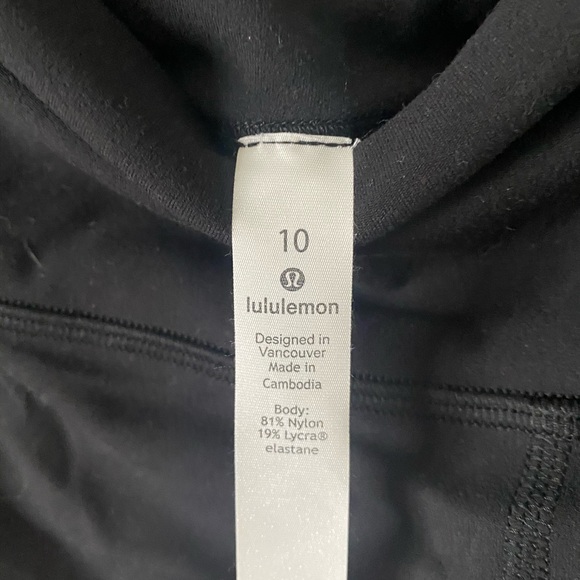 10
lululemon
Designed in
Vancouver
Made in
Cambodia
Body:
81% Nylon
19% Lycra®
elastane